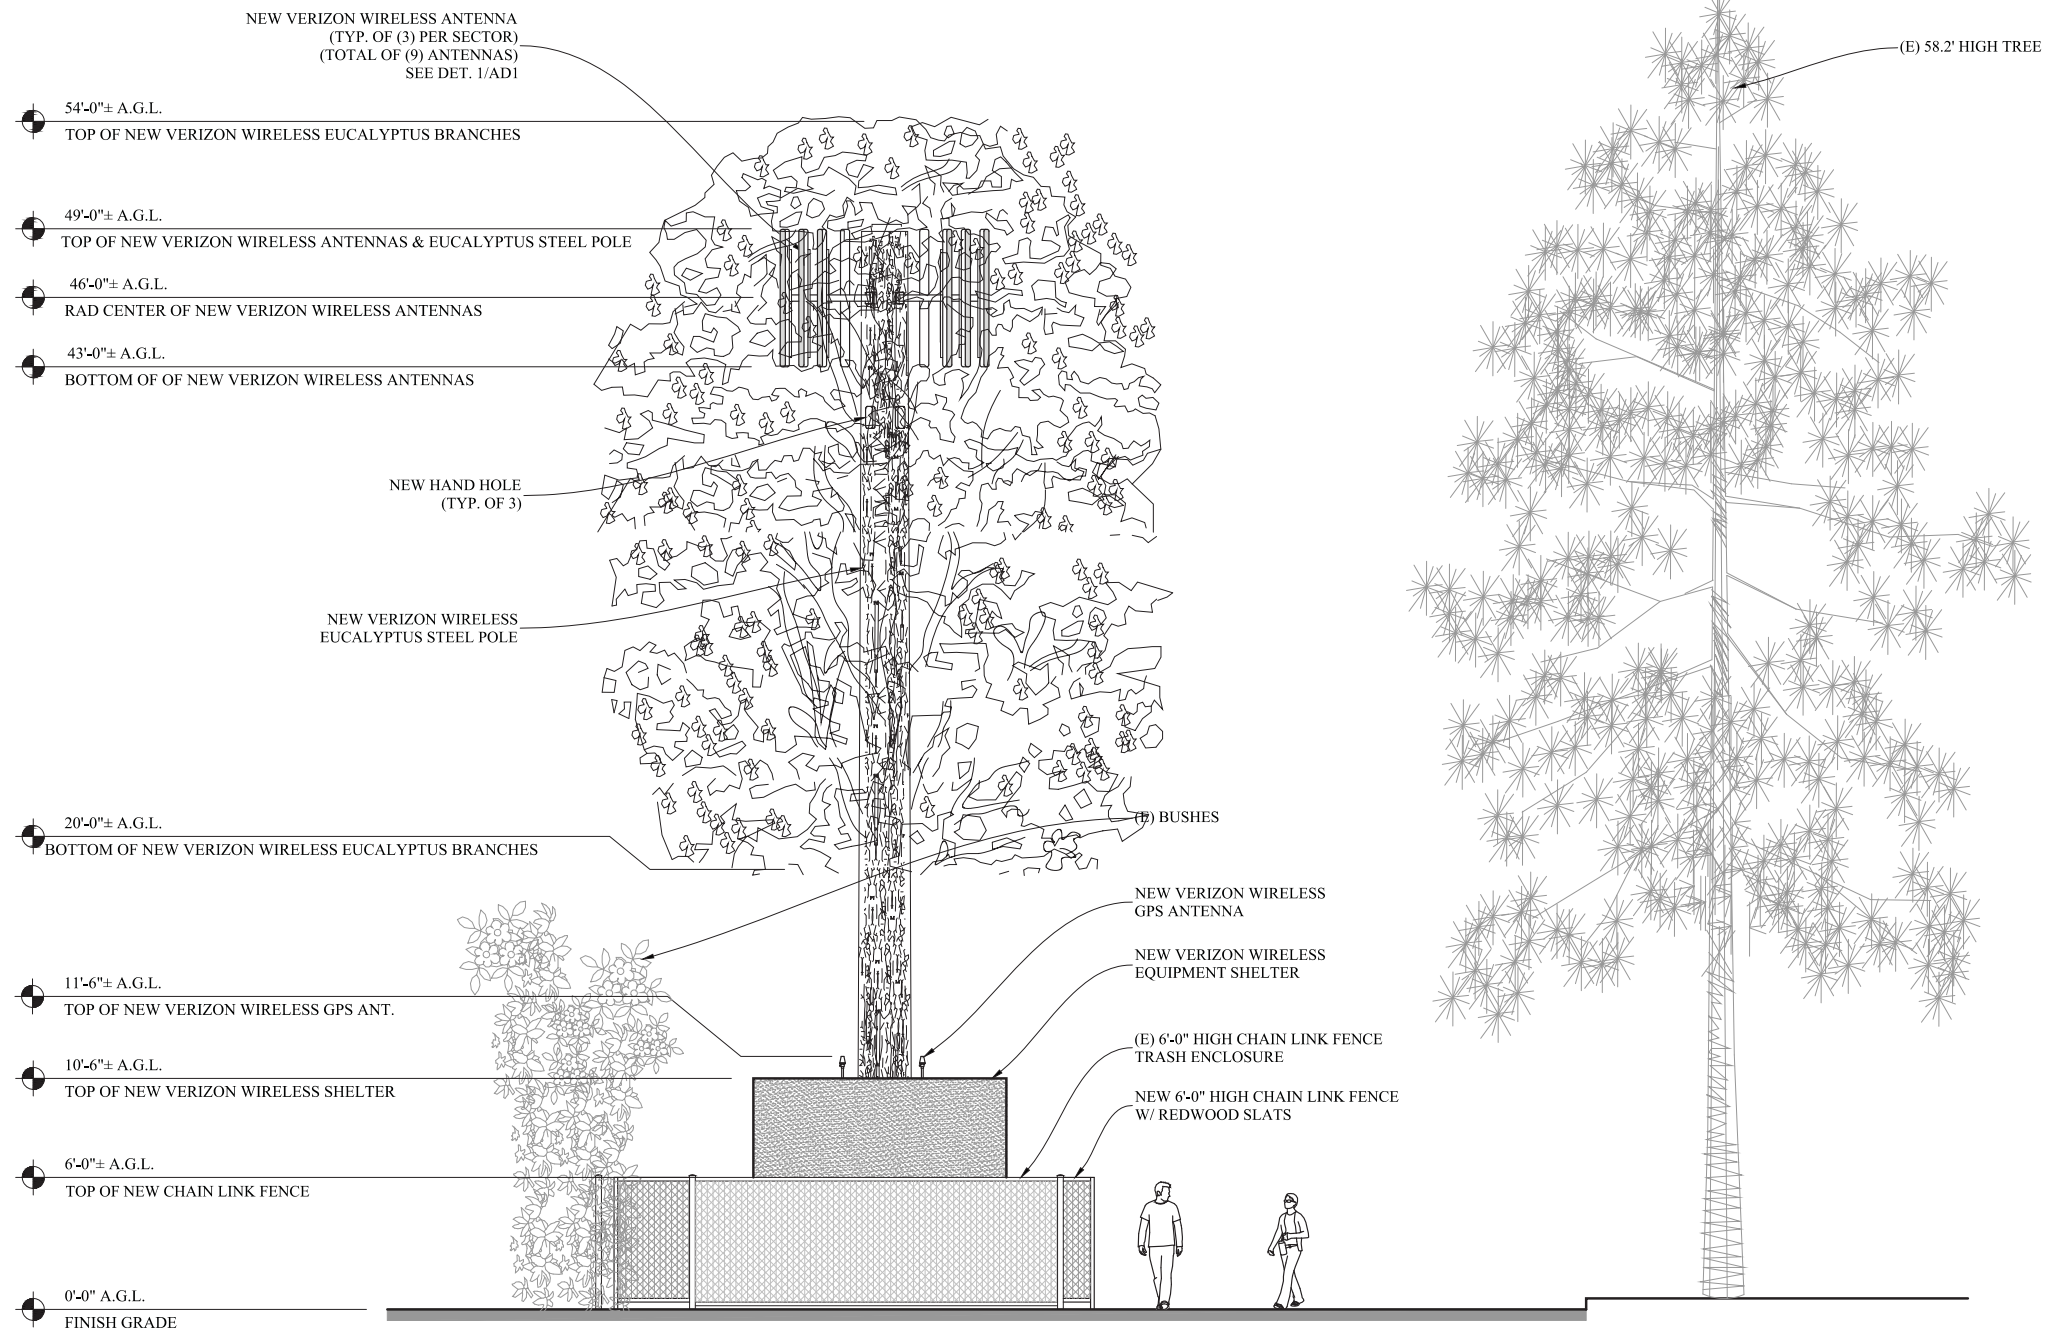 NEW VERIZON WIRELESS ANTENNA
(TYP. OF (3) PER SECTOR)
(TOTAL OF (9) ANTENNAS)
SEE DET. 1/AD1
(E) 58.2' HIGH TREE
54'-0"± A.G.L.
TOP OF NEW VERIZON WIRELESS EUCALYPTUS BRANCHES
49'-0"± A.G.L.
TOP OF NEW VERIZON WIRELESS ANTENNAS & EUCALYPTUS STEEL POLE
46'-0"± A.G.L.
RAD CENTER OF NEW VERIZON WIRELESS ANTENNAS
43'-0"± A.G.L.
BOTTOM OF OF NEW VERIZON WIRELESS ANTENNAS
NEW HAND HOLE
(TYP. OF 3)
NEW VERIZON WIRELESS
EUCALYPTUS STEEL POLE
20'-0"± A.G.L.
BOTTOM OF NEW VERIZON WIRELESS EUCALYPTUS BRANCHES
(E) BUSHES
NEW VERIZON WIRELESS
GPS ANTENNA
NEW VERIZON WIRELESS
EQUIPMENT SHELTER
11'-6"± A.G.L.
TOP OF NEW VERIZON WIRELESS GPS ANT.
(E) 6'-0" HIGH CHAIN LINK FENCE
TRASH ENCLOSURE
10'-6"± A.G.L.
TOP OF NEW VERIZON WIRELESS SHELTER
NEW 6'-0" HIGH CHAIN LINK FENCE
W/ REDWOOD SLATS
6'-0"± A.G.L.
TOP OF NEW CHAIN LINK FENCE
0'-0" A.G.L.
FINISH GRADE